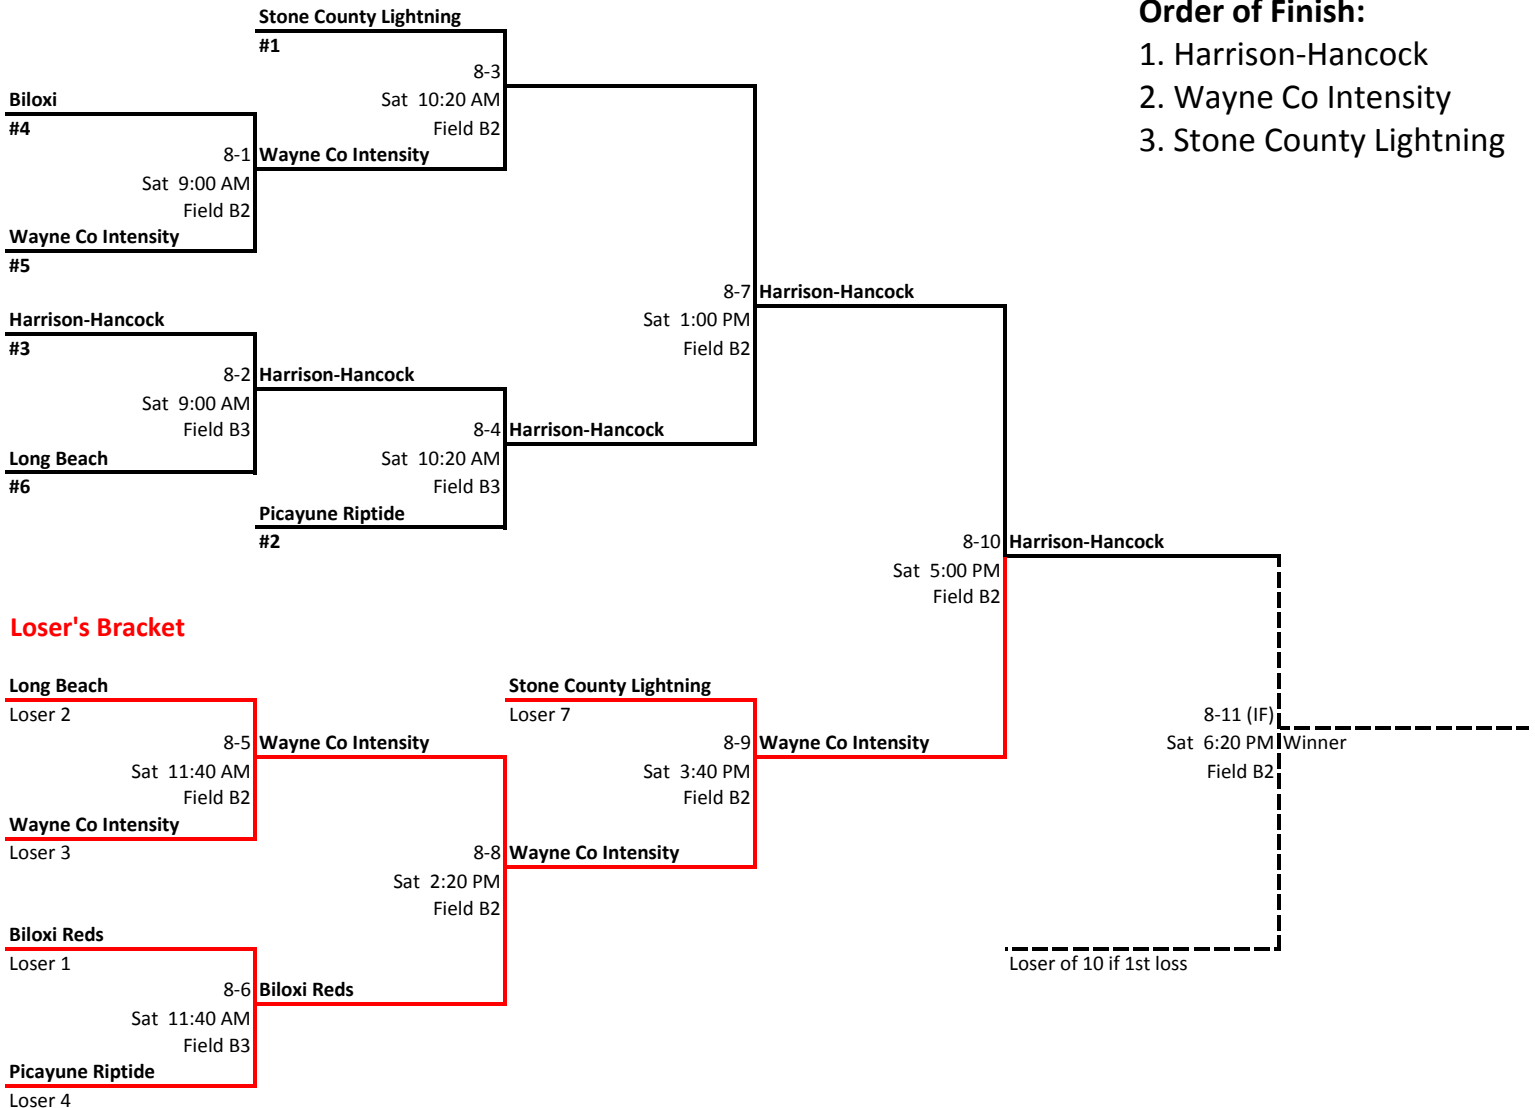 Stone County Lightning
#1
8-3
Sat 10:20 AM
Field B2
Order of Finish:
1. Harrison-Hancock
2. Wayne Co Intensity
3. Stone County Lightning
Biloxi
#4
8-1
Sat 9:00 AM
Field B2
Wayne Co Intensity
Wayne Co Intensity
#5
Harrison-Hancock
#3
8-2
Sat 9:00 AM
Field B3
Harrison-Hancock
Long Beach
#6
8-4
Sat 10:20 AM
Field B3
Harrison-Hancock
Picayune Riptide
#2
8-7
Sat 1:00 PM
Field B2
Harrison-Hancock
8-10
Sat 5:00 PM
Field B2
Harrison-Hancock
Loser's Bracket
Long Beach
Loser 2
8-5
Sat 11:40 AM
Field B2
Wayne Co Intensity
Wayne Co Intensity
Loser 3
Stone County Lightning
Loser 7
8-9
Sat 3:40 PM
Field B2
Wayne Co Intensity
8-8
Sat 2:20 PM
Field B2
Wayne Co Intensity
8-11 (IF)
Sat 6:20 PM
Field B2
Winner
Biloxi Reds
Loser 1
8-6
Sat 11:40 AM
Field B3
Biloxi Reds
Picayune Riptide
Loser 4
Loser of 10 if 1st loss